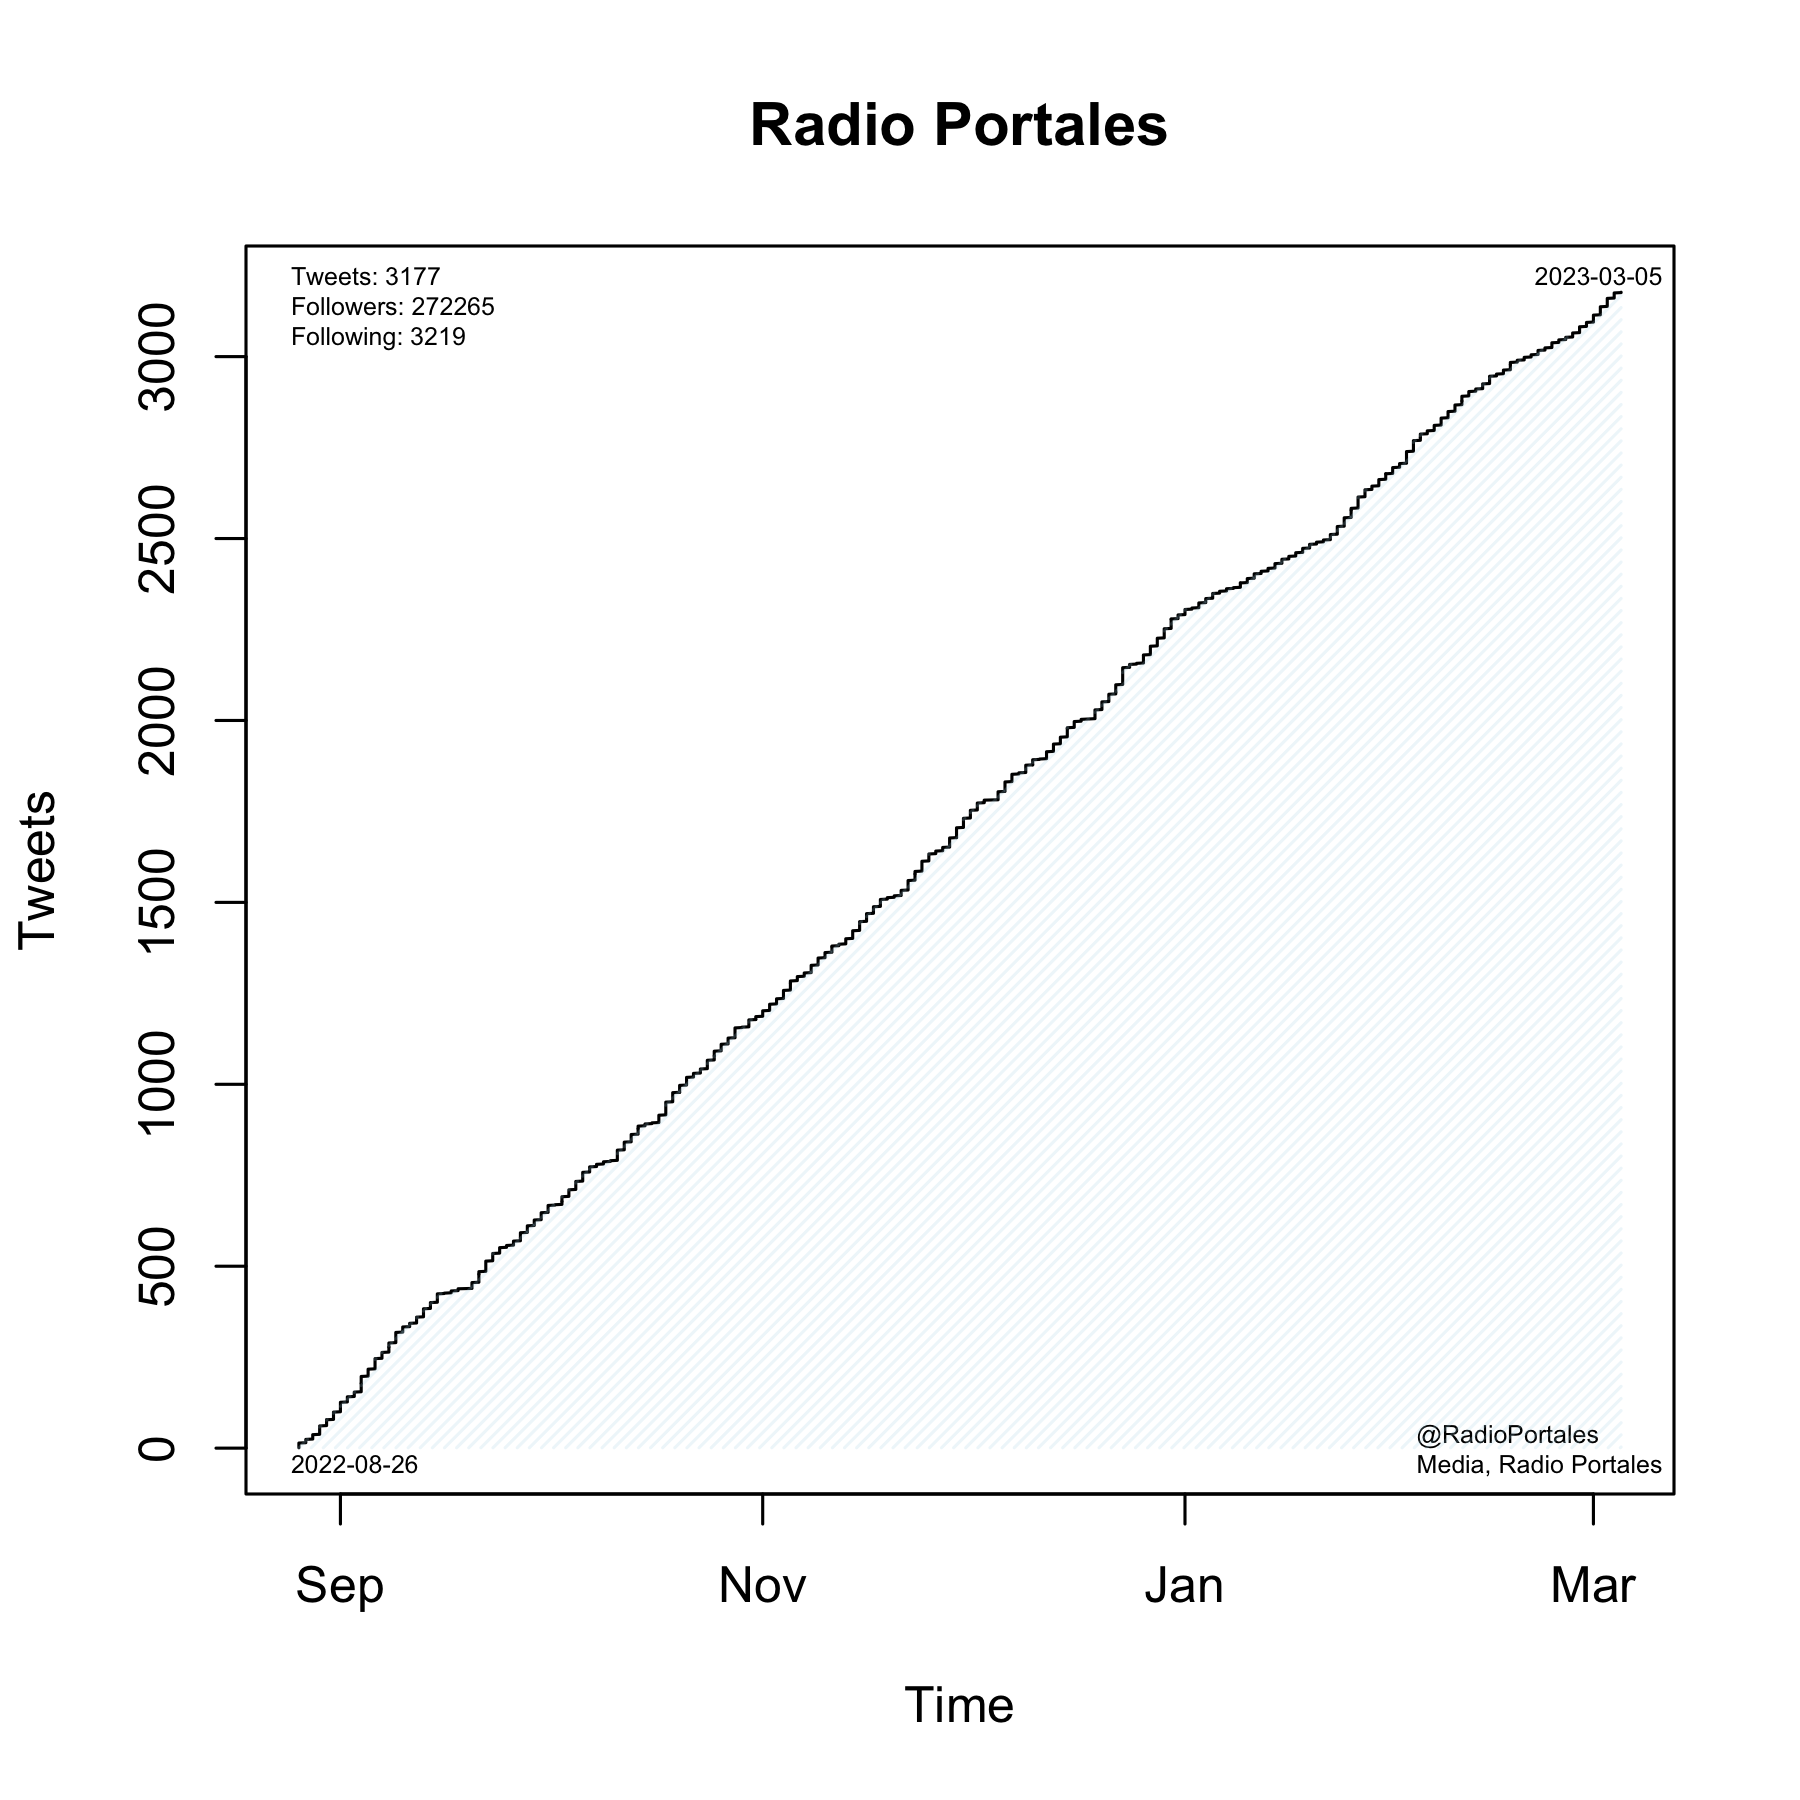 Radio Portales
Tweets: 3177
Followers: 272265
Following: 3219
2023-03-05
3000
2500
2000
1500
1000
500
0
Tweets
2022-08-26
@RadioPortales
Media, Radio Portales
Sep Nov Jan Mar
Time